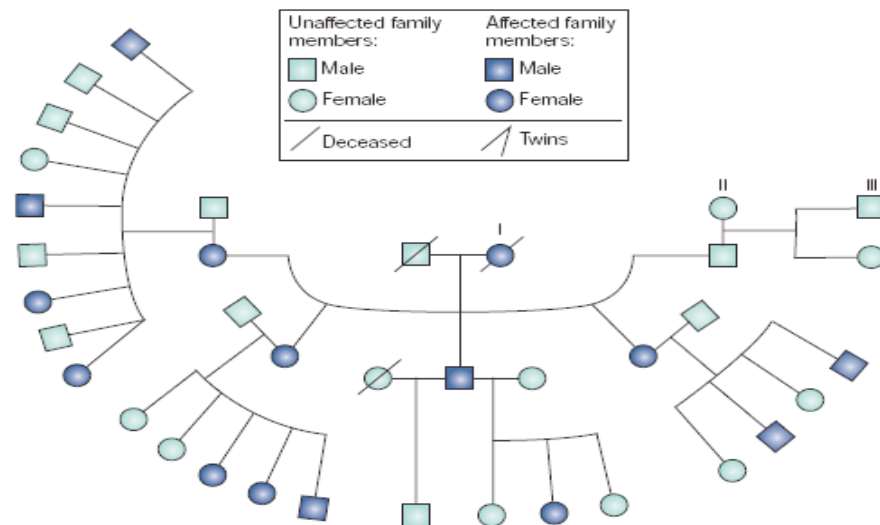 Unaffected family
members:
Male
Female
Affected family
members:
Male
Female
Deceased
Twins
I
II
III